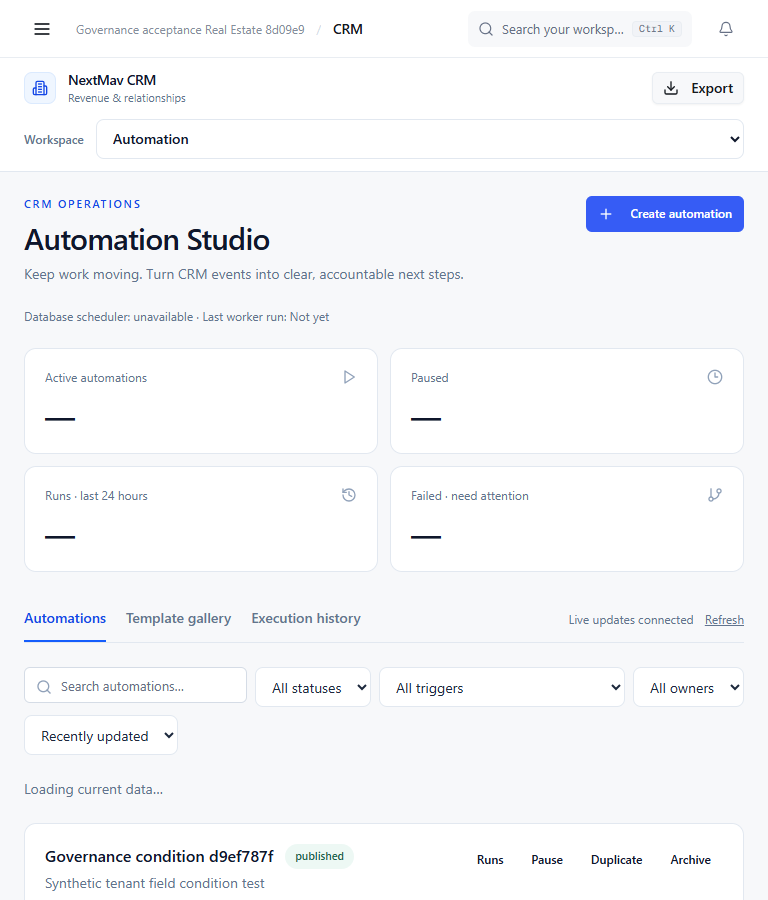 Governance acceptance Real Estate 8d09e9 / CRM
Search your worksp... Ctrl K
NextMav CRM
Revenue & relationships
Export
Workspace
Automation
CRM OPERATIONS
Automation Studio
Create automation
Keep work moving. Turn CRM events into clear, accountable next steps.
Database scheduler: unavailable · Last worker run: Not yet
Active automations
—
Paused
—
Runs · last 24 hours
—
Failed · need attention
—
Automations Template gallery Execution history
Live updates connected Refresh
Search automations...
All statuses
All triggers
All owners
Recently updated
Loading current data...
Governance condition d9ef787f published
Runs Pause Duplicate Archive
Synthetic tenant field condition test